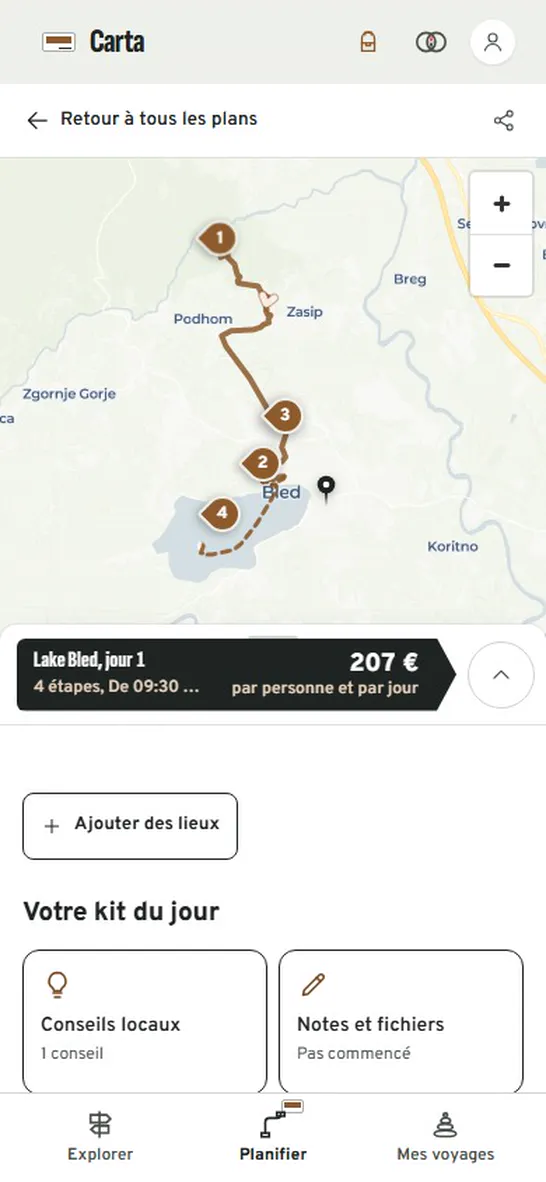 Carta
Retour à tous les plans
1
Breg
Podhom
Zasip
Zgornje Gorje
ca
3
2
Bled
4
Koritno
Lake Bled, jour 1
207 €
4 étapes, De 09:30 ...
par personne et par jour
Ajouter des lieux
Votre kit du jour
Conseils locaux
1 conseil
Notes et fichiers
Pas commencé
Explorer
Planifier
Mes voyages